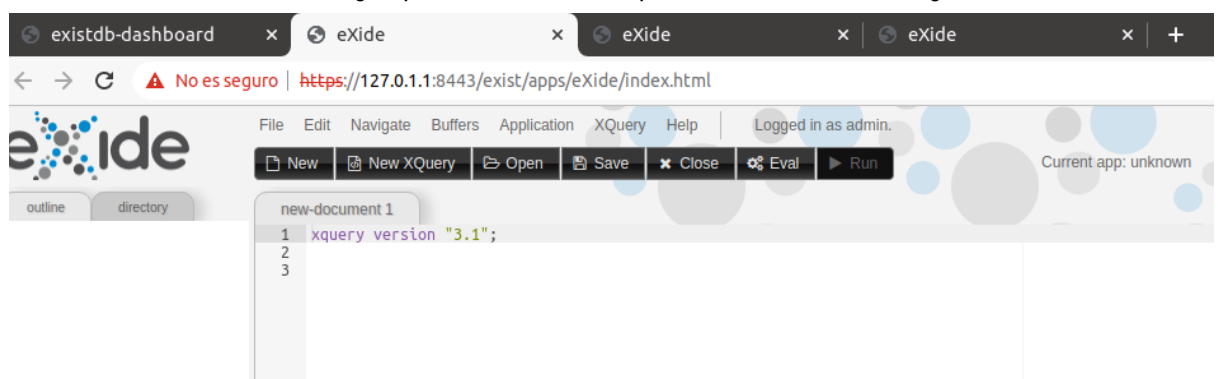 existdb-dashboard × eXide × eXide × eXide × +
No es seguro | https://127.0.1.1:8443/exist/apps/eXide/index.html
eXide
File Edit Navigate Buffers Application XQuery Help Logged in as admin.
New New XQuery Open Save Close Eval Run Current app: unknown
outline directory new-document 1
1 xquery version "3.1";
2
3